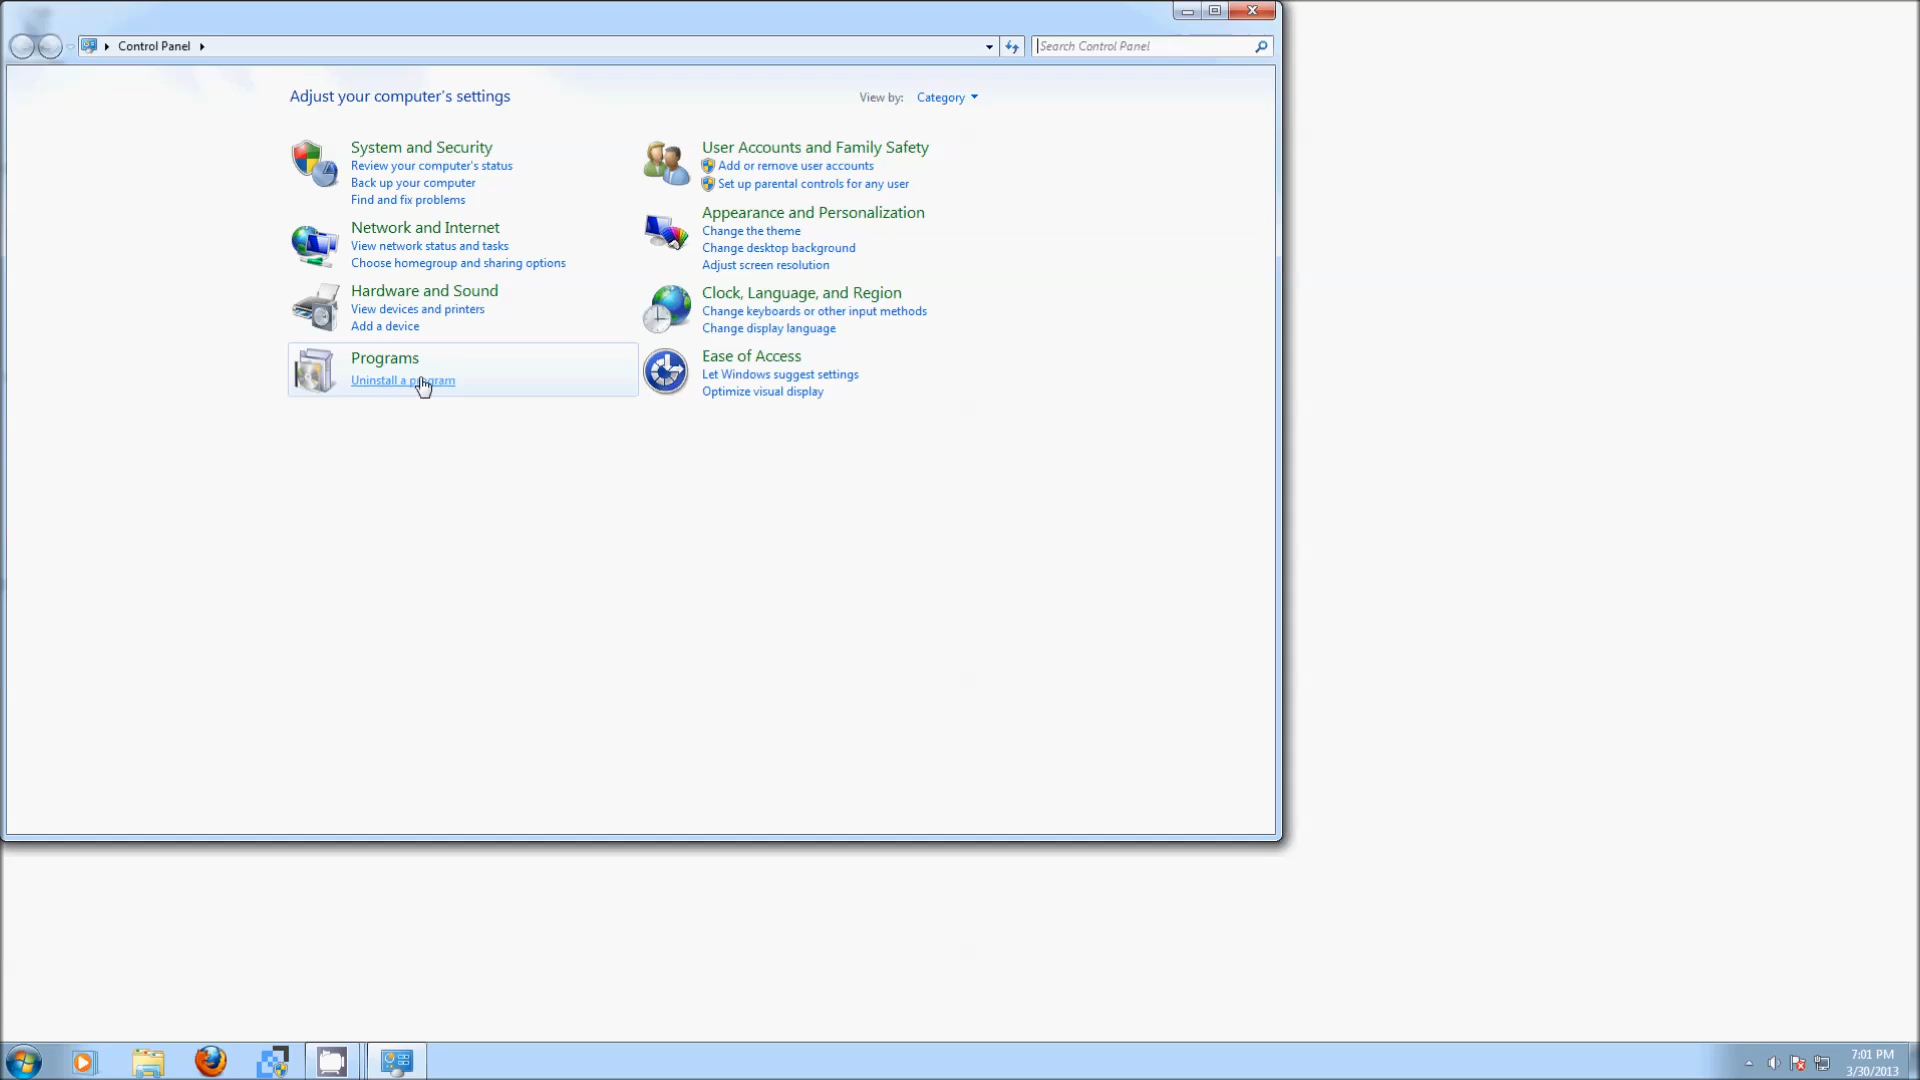 Control Panel
Search Control Panel
Adjust your computer's settings
View by: Category
System and Security
Review your computer's status
Back up your computer
Find and fix problems
Network and Internet
View network status and tasks
Choose homegroup and sharing options
Hardware and Sound
View devices and printers
Add a device
Programs
Uninstall a program
User Accounts and Family Safety
Add or remove user accounts
Set up parental controls for any user
Appearance and Personalization
Change the theme
Change desktop background
Adjust screen resolution
Clock, Language, and Region
Change keyboards or other input methods
Change display language
Ease of Access
Let Windows suggest settings
Optimize visual display
7:01 PM
3/30/2013